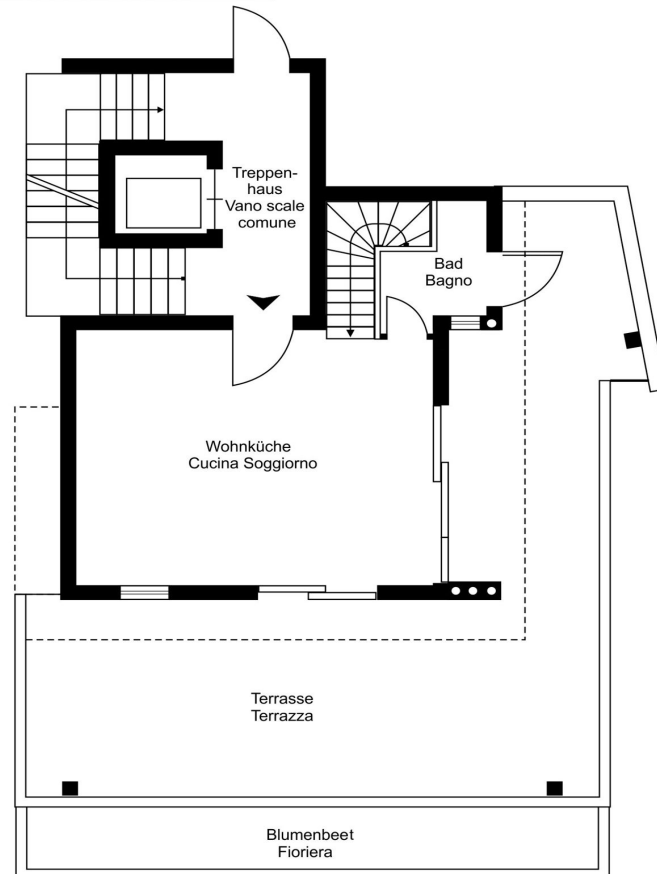 Treppen-
haus
Vano scale
comune
Bad
Bagno
Wohnküche
Cucina Soggiorno
Terrasse
Terrazza
Blumenbeet
Fioriera